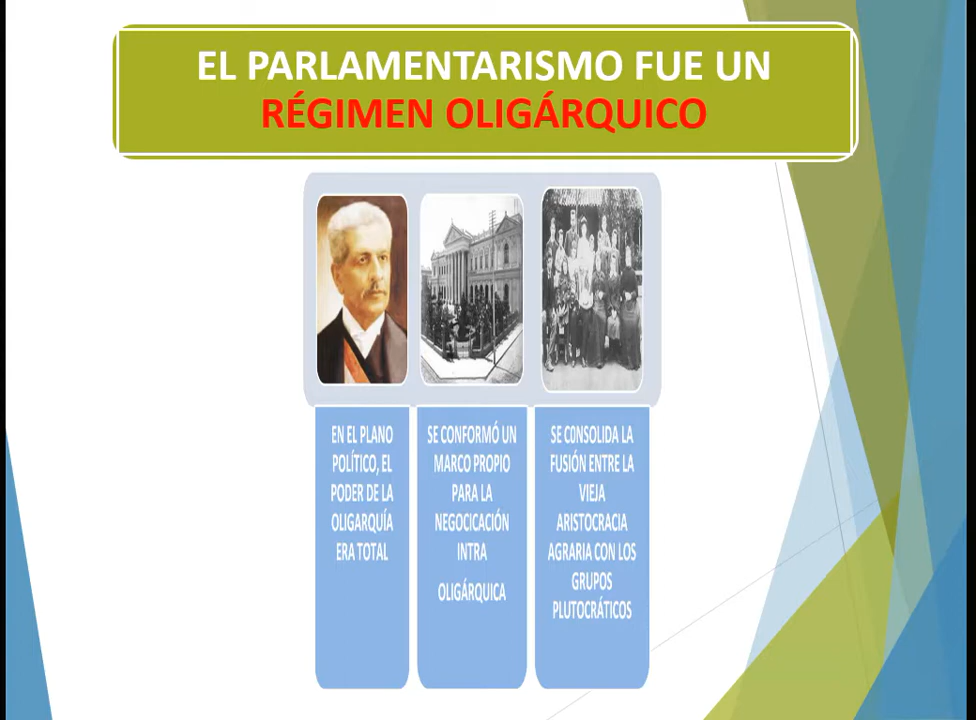 EL PARLAMENTARISMO FUE UN
RÉGIMEN OLIGÁRQUICO
EN EL PLANO
POLÍTICO, EL
PODER DE LA
OLIGARQUÍA
ERA TOTAL
SE CONFORMÓ UN
MARCO PROPIO
PARA LA
NEGOCICACIÓN
INTRA
OLIGÁRQUICA
SE CONSOLIDA LA
FUSIÓN ENTRE LA
VIEJA
ARISTOCRACIA
AGRARIA CON LOS
GRUPOS
PLUTOCRÁTICOS